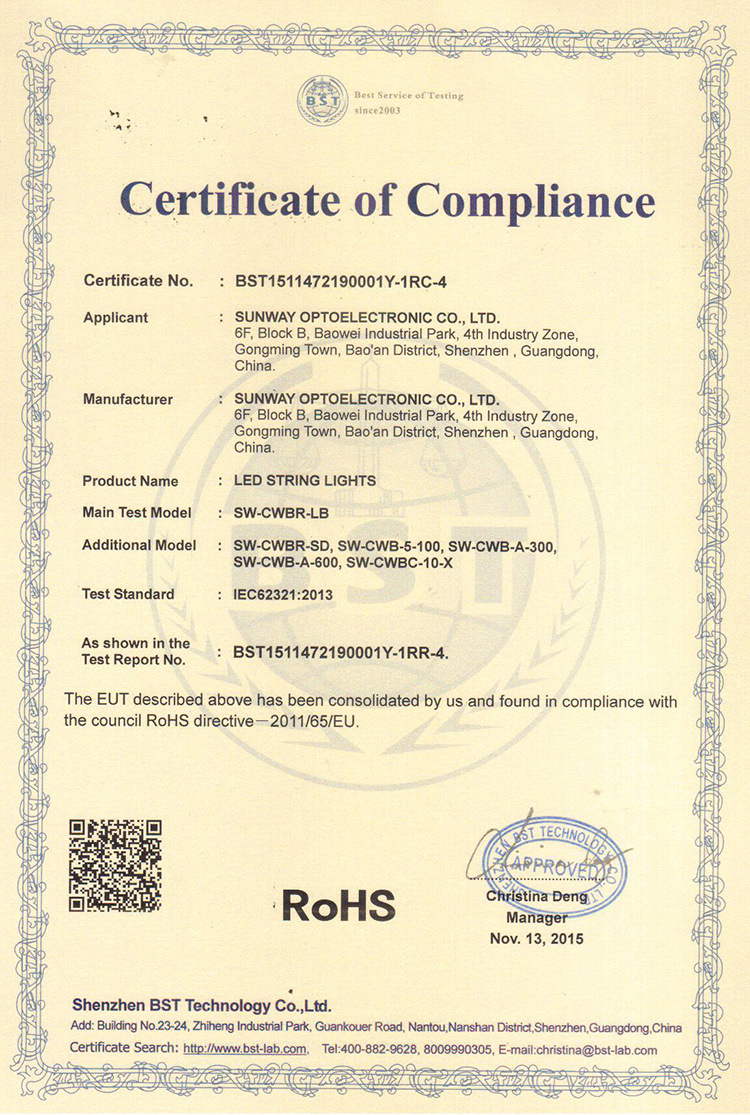 BST
Best Service of Testing
since2003
Certificate of Compliance
Certificate No. : BST1511472190001Y-1RC-4
Applicant : SUNWAY OPTOELECTRONIC CO., LTD.
6F, Block B, Baowei Industrial Park, 4th Industry Zone,
Gongming Town, Bao'an District, Shenzhen , Guangdong,
China.
Manufacturer : SUNWAY OPTOELECTRONIC CO., LTD.
6F, Block B, Baowei Industrial Park, 4th Industry Zone,
Gongming Town, Bao'an District, Shenzhen , Guangdong,
China.
Product Name : LED STRING LIGHTS
Main Test Model : SW-CWBR-LB
Additional Model : SW-CWBR-SD, SW-CWB-5-100, SW-CWB-A-300,
SW-CWB-A-600, SW-CWBC-10-X
Test Standard : IEC62321:2013
As shown in the
Test Report No. : BST1511472190001Y-1RR-4.
BST
The EUT described above has been consolidated by us and found in compliance with
the council RoHS directive—2011/65/EU.
SHENZHEN BST TECHNOLOGY CO., LTD
APPROVED
RoHS
Christina Deng
Manager
Nov. 13, 2015
Shenzhen BST Technology Co.,Ltd.
Add: Building No.23-24, Zhiheng Industrial Park, Guankouer Road, Nantou,Nanshan District,Shenzhen,Guangdong,China
Certificate Search: http://www.bst-lab.com, Tel:400-882-9628, 8009990305, E-mail:christina@bst-lab.com